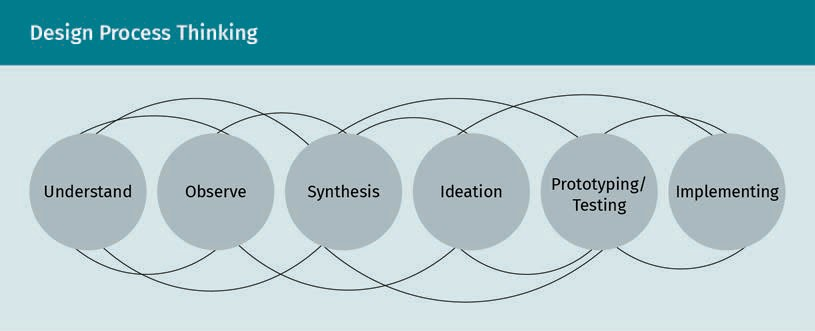 Design Process Thinking
Understand
Observe
Synthesis
Ideation
Prototyping/
Testing
Implementing